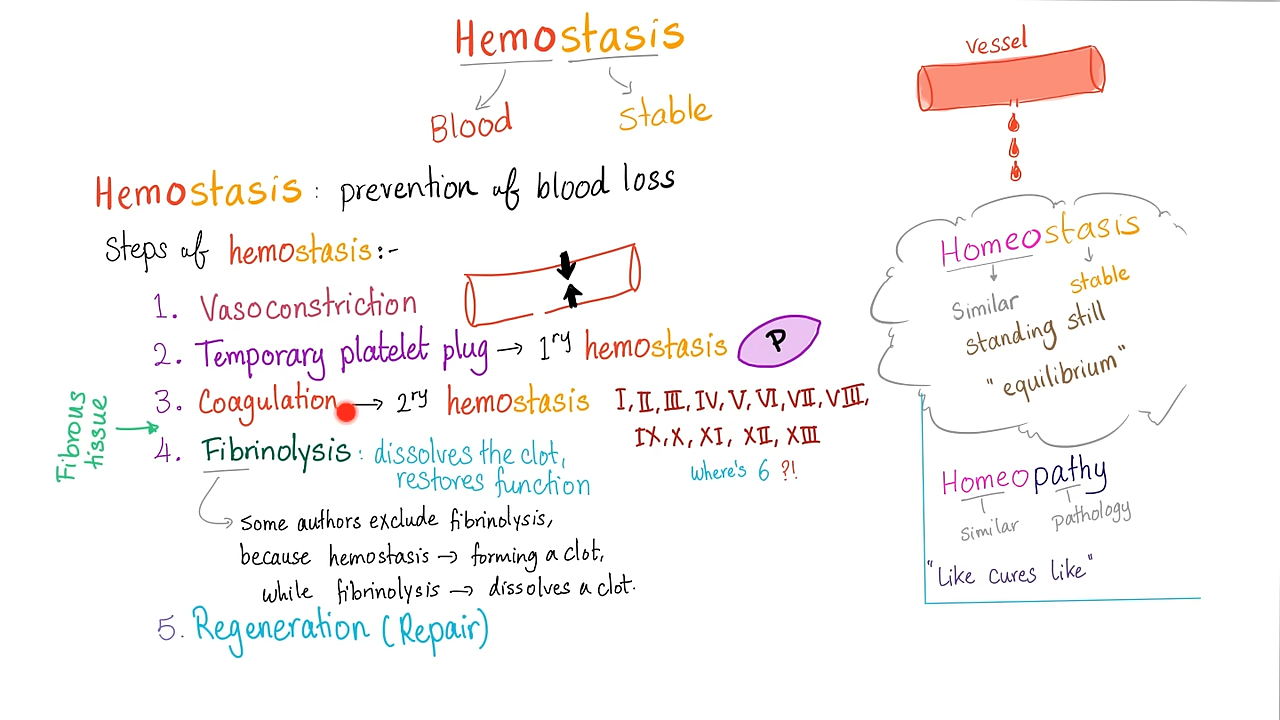 Hemostasis
Blood
Stable
Hemostasis : prevention of blood loss
Steps of hemostasis:-
1. Vasoconstriction
2. Temporary platelet plug → 1ry hemostasis
P
3. Coagulation → 2ry hemostasis
I, II, III, IV, V, VI, VII, VIII,
IX, X, XI, XII, XIII
where's 6 ?!
Fibrous
tissue
4. Fibrinolysis : dissolves the clot,
restores function
Some authors exclude fibrinolysis,
because hemostasis → forming a clot,
while fibrinolysis → dissolves a clot.
5. Regeneration (Repair)
Vessel
Homeostasis
Similar
stable
standing still
"equilibrium"
Homeopathy
Similar
pathology
"Like cures like"